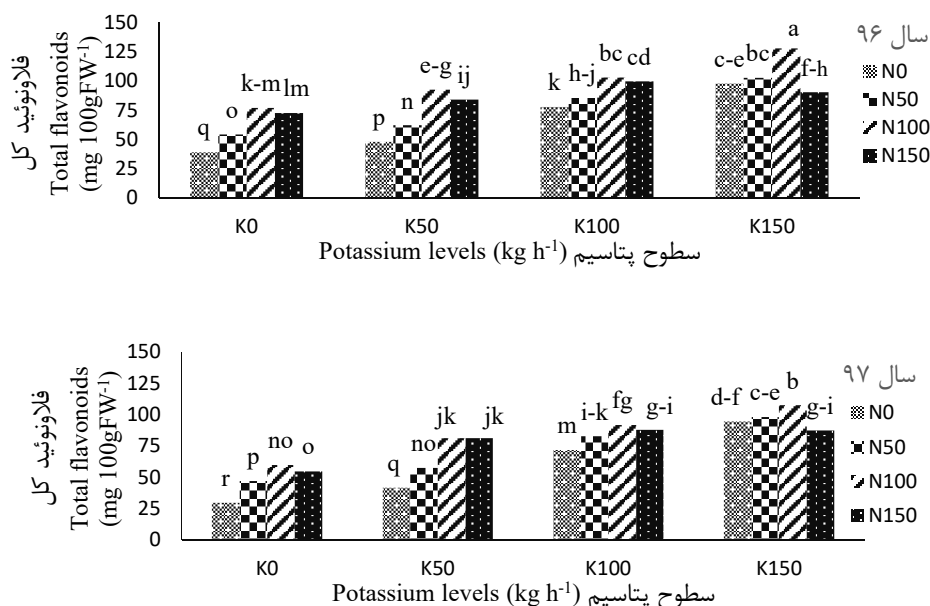 فلاونوئید کل
Total flavonoids
(mg 100gFW-1)
150
125
100
75
50
25
0
q o k-m lm
p n e-g ij
k h-j bc cd
c-e bc a f-h
K0 K50 K100 K150
Potassium levels (kg h-1) سطوح پتاسیم
سال ۹۶
N0
N50
N100
N150
فلاونوئید کل
Total flavonoids
(mg 100gFW-1)
150
125
100
75
50
25
0
r p no o
q no jk jk
m i-k fg g-i
d-f c-e b g-i
K0 K50 K100 K150
Potassium levels (kg h-1) سطوح پتاسیم
سال ۹۷
N0
N50
N100
N150